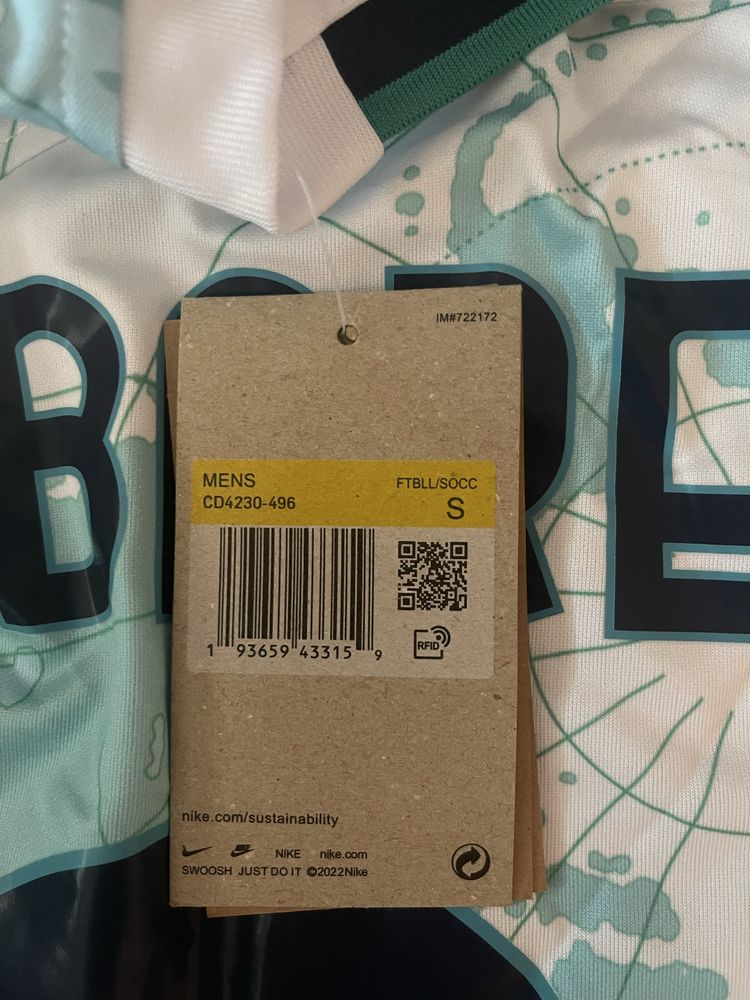 BORE
IM#722172
MENS
FTBLL/SOCC
CD4230-496
S
1 93659 43315 9
RFID
nike.com/sustainability
NIKE nike.com
SWOOSH JUST DO IT ©2022Nike